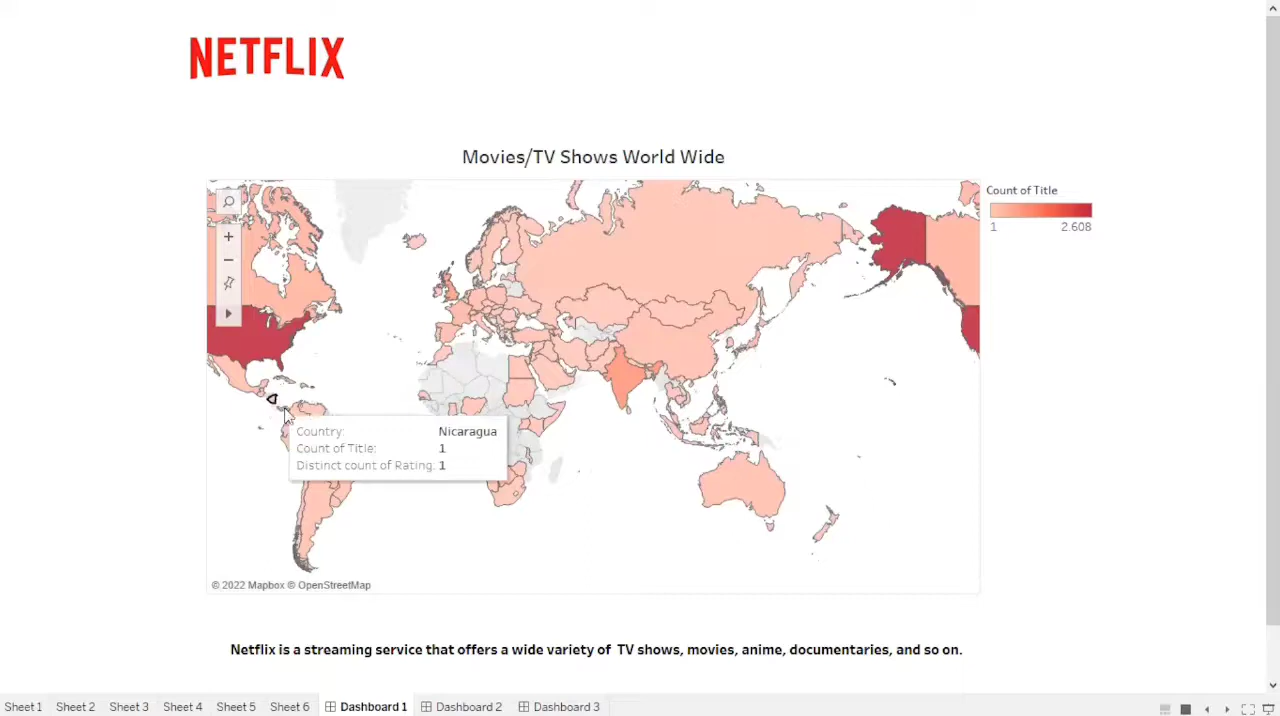 NETFLIX
Movies/TV Shows World Wide
Count of Title
1 2.608
Country: Nicaragua
Count of Title: 1
Distinct count of Rating: 1
© 2022 Mapbox © OpenStreetMap
Netflix is a streaming service that offers a wide variety of TV shows, movies, anime, documentaries, and so on.
Sheet 1 Sheet 2 Sheet 3 Sheet 4 Sheet 5 Sheet 6 Dashboard 1 Dashboard 2 Dashboard 3